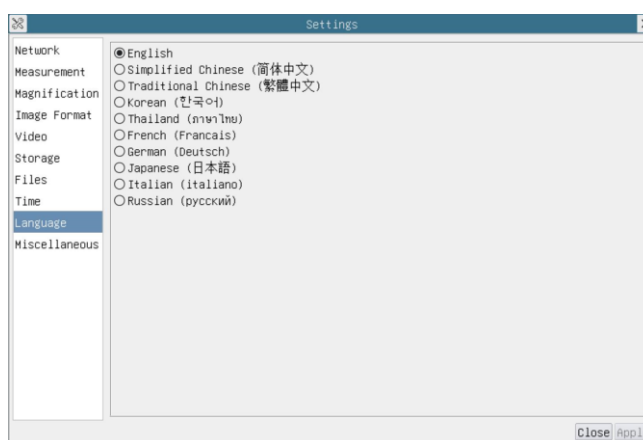 Settings
Network
Measurement
Magnification
Image Format
Video
Storage
Files
Time
Language
Miscellaneous
English
Simplified Chinese (简体中文)
Traditional Chinese (繁體中文)
Korean (한국어)
Thailand (ภาษาไทย)
French (Francais)
German (Deutsch)
Japanese (日本語)
Italian (italiano)
Russian (русский)
Close Appl